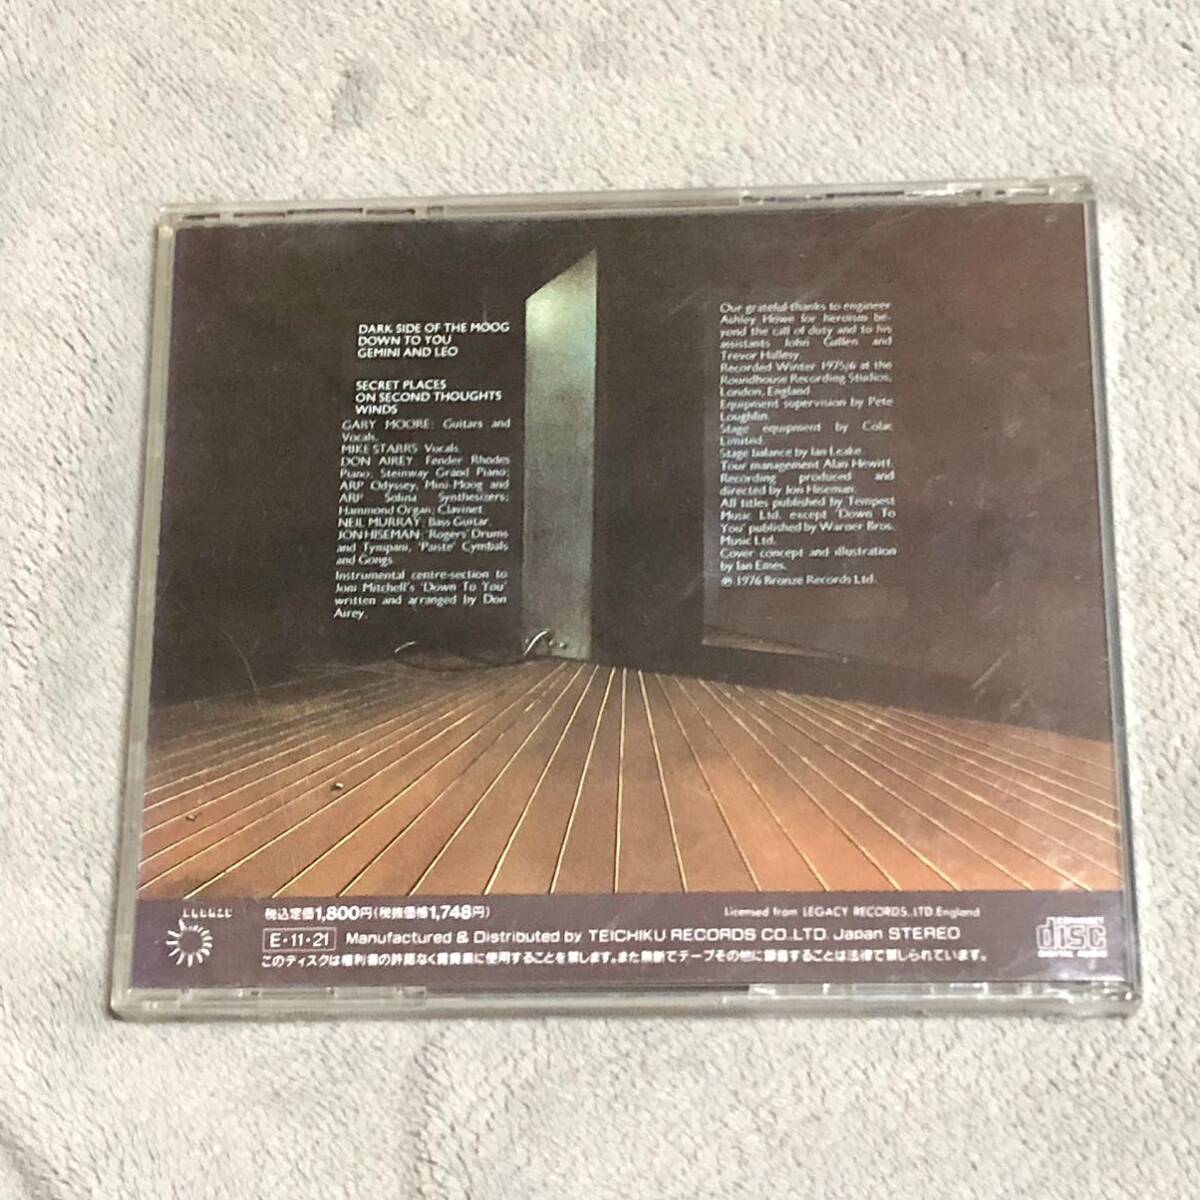 DARK SIDE OF THE MOOG
DOWN TO YOU
GEMINI AND LEO
SECRET PLACES
ON SECOND THOUGHTS
WINDS
GARY MOORE: Guitars and
Vocals.
MIKE STARRS Vocals.
DON AIREY: Fender Rhodes
Piano; Steinway Grand Piano;
ARP Odyssey, Mini-Moog and
ARP Solina Synthesizers;
Hammond Organ; Clavinet.
NEIL MURRAY: Bass Guitar.
JON HISEMAN: 'Rogers' Drums
and Tympani, 'Paiste' Cymbals
and Gongs.
Instrumental centre-section to
Joni Mitchell's 'Down To You'
written and arranged by Don
Airey.
Our grateful thanks to engineer
Ashley Howe for heroism be-
yond the call of duty and to his
assistants John Gallen and
Trevor Hallesy.
Recorded Winter 1975/6 at the
Roundhouse Recording Studios,
London, England.
Equipment supervision by Pete
Loughlin.
Stage equipment by Colac
Limited.
Stage balance by Ian Leake.
Tour management Alan Hewitt.
Recording produced and
directed by Jon Hiseman.
All titles published by Tempest
Music Ltd. except 'Down To
You' published by Warner Bros.
Music Ltd.
Cover concept and illustration
by Ian Emes.
℗ 1976 Bronze Records Ltd.
税込定価1,800円(税抜価格1,748円)
Licensed from LEGACY RECORDS.,LTD.England
E・11・21 Manufactured & Distributed by TEICHIKU RECORDS CO.,LTD. Japan STEREO
このディスクは権利者の許諾なく賃貸業に使用することを禁じます。また無断でテープその他に録音することは法律で禁じられています。
COMPACT
disc
DIGITAL AUDIO